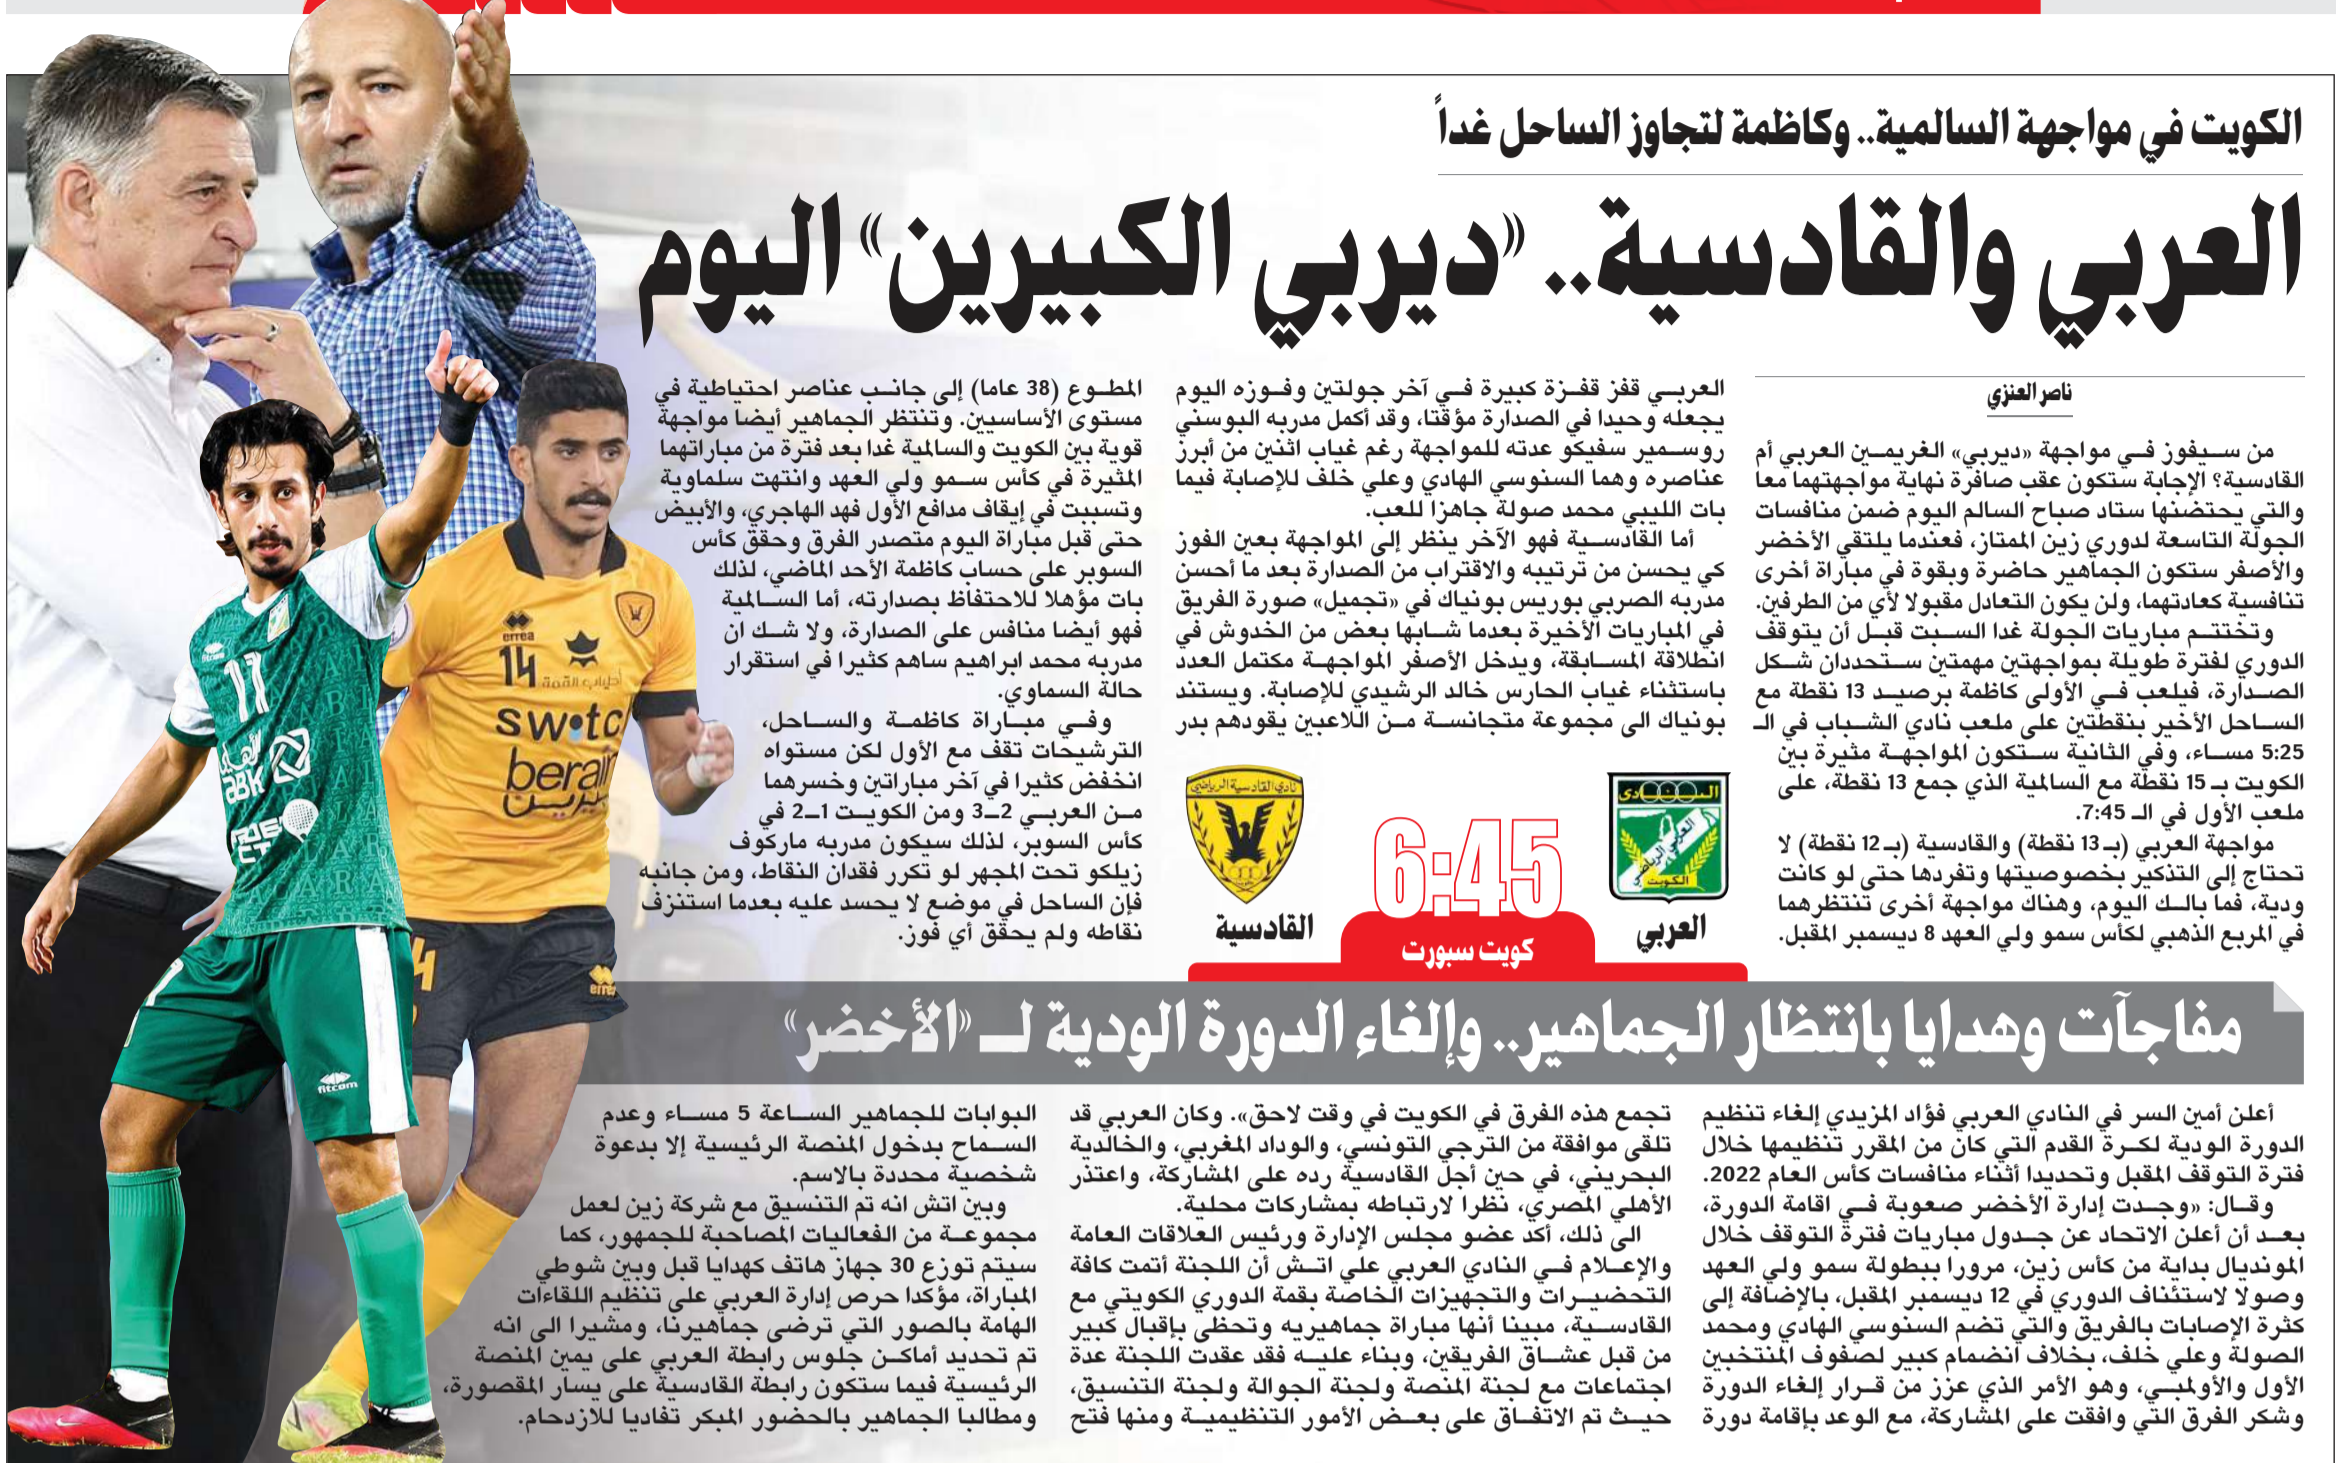 الكويت في مواجهة السالمية.. وكاظمة لتجاوز الساحل غداً
العربي والقادسية.. «ديربي الكبيرين» اليوم
ناصر العنزي
من سيفوز في مواجهة «ديربي» الغريمين العربي أم
القادسية؟ الإجابة ستكون عقب صافرة نهاية مواجهتهما معا
والتي يحتضنها ستاد صباح السالم اليوم ضمن منافسات
الجولة التاسعة لدوري زين الممتاز، فعندما يلتقي الأخضر
والأصفر ستكون الجماهير حاضرة وبقوة في مباراة أخرى
تنافسية كعادتهما، ولن يكون التعادل مقبولا لأي من الطرفين.
وتختتم مباريات الجولة غدا السبت قبل أن يتوقف
الدوري لفترة طويلة بمواجهتين مهمتين ستحددان شكل
الصدارة، فيلعب في الأولى كاظمة برصيد 13 نقطة مع
الساحل الأخير بنقطتين على ملعب نادي الشباب في الـ
5:25 مساء، وفي الثانية ستكون المواجهة مثيرة بين
الكويت بـ 15 نقطة مع السالمية الذي جمع 13 نقطة، على
ملعب الأول في الـ 7:45.
مواجهة العربي (بـ 13 نقطة) والقادسية (بـ 12 نقطة) لا
تحتاج إلى التذكير بخصوصيتها وتفردها حتى لو كانت
ودية، فما بالك اليوم، وهناك مواجهة أخرى تنتظرهما
في المربع الذهبي لكأس سمو ولي العهد 8 ديسمبر المقبل.
العربي قفز قفزة كبيرة في آخر جولتين وفوزه اليوم
يجعله وحيدا في الصدارة مؤقتا، وقد أكمل مدربه البوسني
روسمير سفيكو عدته للمواجهة رغم غياب اثنين من أبرز
عناصره وهما السنوسي الهادي وعلي خلف للإصابة فيما
بات الليبي محمد صولة جاهزا للعب.
أما القادسية فهو الآخر ينظر إلى المواجهة بعين الفوز
كي يحسن من ترتيبه والاقتراب من الصدارة بعد ما أحسن
مدربه الصربي بوريس بونياك في «تجميل» صورة الفريق
في المباريات الأخيرة بعدما شابها بعض من الخدوش في
انطلاقة المسابقة، ويدخل الأصفر المواجهة مكتمل العدد
باستثناء غياب الحارس خالد الرشيدي للإصابة. ويستند
بونياك الى مجموعة متجانسة من اللاعبين يقودهم بدر
المطوع (38 عاما) إلى جانب عناصر احتياطية في
مستوى الأساسيين. وتنتظر الجماهير أيضا مواجهة
قوية بين الكويت والسالمية غدا بعد فترة من مباراتهما
المثيرة في كأس سمو ولي العهد وانتهت سلماوية
وتسببت في إيقاف مدافع الأول فهد الهاجري، والأبيض
حتى قبل مباراة اليوم متصدر الفرق وحقق كأس
السوبر على حساب كاظمة الأحد الماضي، لذلك
بات مؤهلا للاحتفاظ بصدارته، أما السالمية
فهو أيضا منافس على الصدارة، ولا شك ان
مدربه محمد ابراهيم ساهم كثيرا في استقرار
حالة السماوي.
وفي مباراة كاظمة والساحل،
الترشيحات تقف مع الأول لكن مستواه
انخفض كثيرا في آخر مباراتين وخسرهما
من العربي 2ــ3 ومن الكويت 1ــ2 في
كأس السوبر، لذلك سيكون مدربه ماركوف
زيلكو تحت المجهر لو تكرر فقدان النقاط، ومن جانبه
فإن الساحل في موضع لا يحسد عليه بعدما استنزف
نقاطه ولم يحقق أي فوز.
النادى
العربي الرياضي
الكويت
العربي
6:45
كويت سبورت
نادي القادسية الرياضي
القادسية
errea
14
أطياب القمة
switc
berain
بيرين
14
errea
fitcom
11
الأهلي
aBK
fitcom
مفاجآت وهدايا بانتظار الجماهير.. وإلغاء الدورة الودية لـ «الأخضر»
أعلن أمين السر في النادي العربي فؤاد المزيدي إلغاء تنظيم
الدورة الودية لكرة القدم التي كان من المقرر تنظيمها خلال
فترة التوقف المقبل وتحديدا أثناء منافسات كأس العام 2022.
وقال: «وجدت إدارة الأخضر صعوبة في اقامة الدورة،
بعد أن أعلن الاتحاد عن جدول مباريات فترة التوقف خلال
المونديال بداية من كأس زين، مرورا ببطولة سمو ولي العهد
وصولا لاستئناف الدوري في 12 ديسمبر المقبل، بالإضافة إلى
كثرة الإصابات بالفريق والتي تضم السنوسي الهادي ومحمد
الصولة وعلي خلف، بخلاف انضمام كبير لصفوف المنتخبين
الأول والأولمبي، وهو الأمر الذي عزز من قرار إلغاء الدورة
وشكر الفرق التي وافقت على المشاركة، مع الوعد بإقامة دورة
تجمع هذه الفرق في الكويت في وقت لاحق». وكان العربي قد
تلقى موافقة من الترجي التونسي، والوداد المغربي، والخالدية
البحريني، في حين أجل القادسية رده على المشاركة، واعتذر
الأهلي المصري، نظرا لارتباطه بمشاركات محلية.
الى ذلك، أكد عضو مجلس الإدارة ورئيس العلاقات العامة
والإعلام في النادي العربي علي اتش أن اللجنة أتمت كافة
التحضيرات والتجهيزات الخاصة بقمة الدوري الكويتي مع
القادسية، مبينا أنها مباراة جماهيريه وتحظى بإقبال كبير
من قبل عشاق الفريقين، وبناء عليه فقد عقدت اللجنة عدة
اجتماعات مع لجنة المنصة ولجنة الجوالة ولجنة التنسيق،
حيث تم الاتفاق على بعض الأمور التنظيمية ومنها فتح
البوابات للجماهير الساعة 5 مساء وعدم
السماح بدخول المنصة الرئيسية إلا بدعوة
شخصية محددة بالاسم.
وبين اتش انه تم التنسيق مع شركة زين لعمل
مجموعة من الفعاليات المصاحبة للجمهور، كما
سيتم توزع 30 جهاز هاتف كهدايا قبل وبين شوطي
المباراة، مؤكدا حرص إدارة العربي على تنظيم اللقاءات
الهامة بالصور التي ترضى جماهيرنا، ومشيرا الى انه
تم تحديد أماكن جلوس رابطة العربي على يمين المنصة
الرئيسية فيما ستكون رابطة القادسية على يسار المقصورة،
ومطالبا الجماهير بالحضور المبكر تفاديا للازدحام.